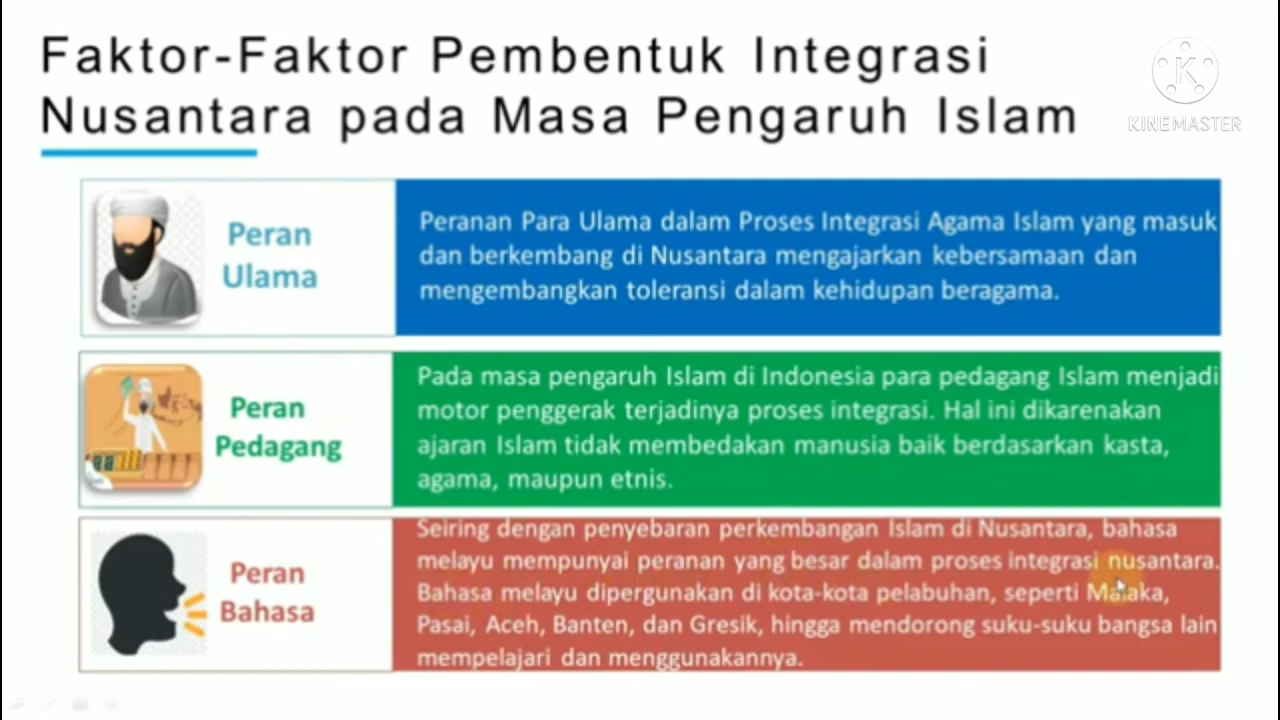 Faktor-Faktor Pembentuk Integrasi
Nusantara pada Masa Pengaruh Islam
KINEMASTER
Peran
Ulama
Peranan Para Ulama dalam Proses Integrasi Agama Islam yang masuk
dan berkembang di Nusantara mengajarkan kebersamaan dan
mengembangkan toleransi dalam kehidupan beragama.
Peran
Pedagang
Pada masa pengaruh Islam di Indonesia para pedagang Islam menjadi
motor penggerak terjadinya proses integrasi. Hal ini dikarenakan
ajaran Islam tidak membedakan manusia baik berdasarkan kasta,
agama, maupun etnis.
Peran
Bahasa
Seiring dengan penyebaran perkembangan Islam di Nusantara, bahasa
melayu mempunyai peranan yang besar dalam proses integrasi nusantara.
Bahasa melayu dipergunakan di kota-kota pelabuhan, seperti Malaka,
Pasai, Aceh, Banten, dan Gresik, hingga mendorong suku-suku bangsa lain
mempelajari dan menggunakannya.